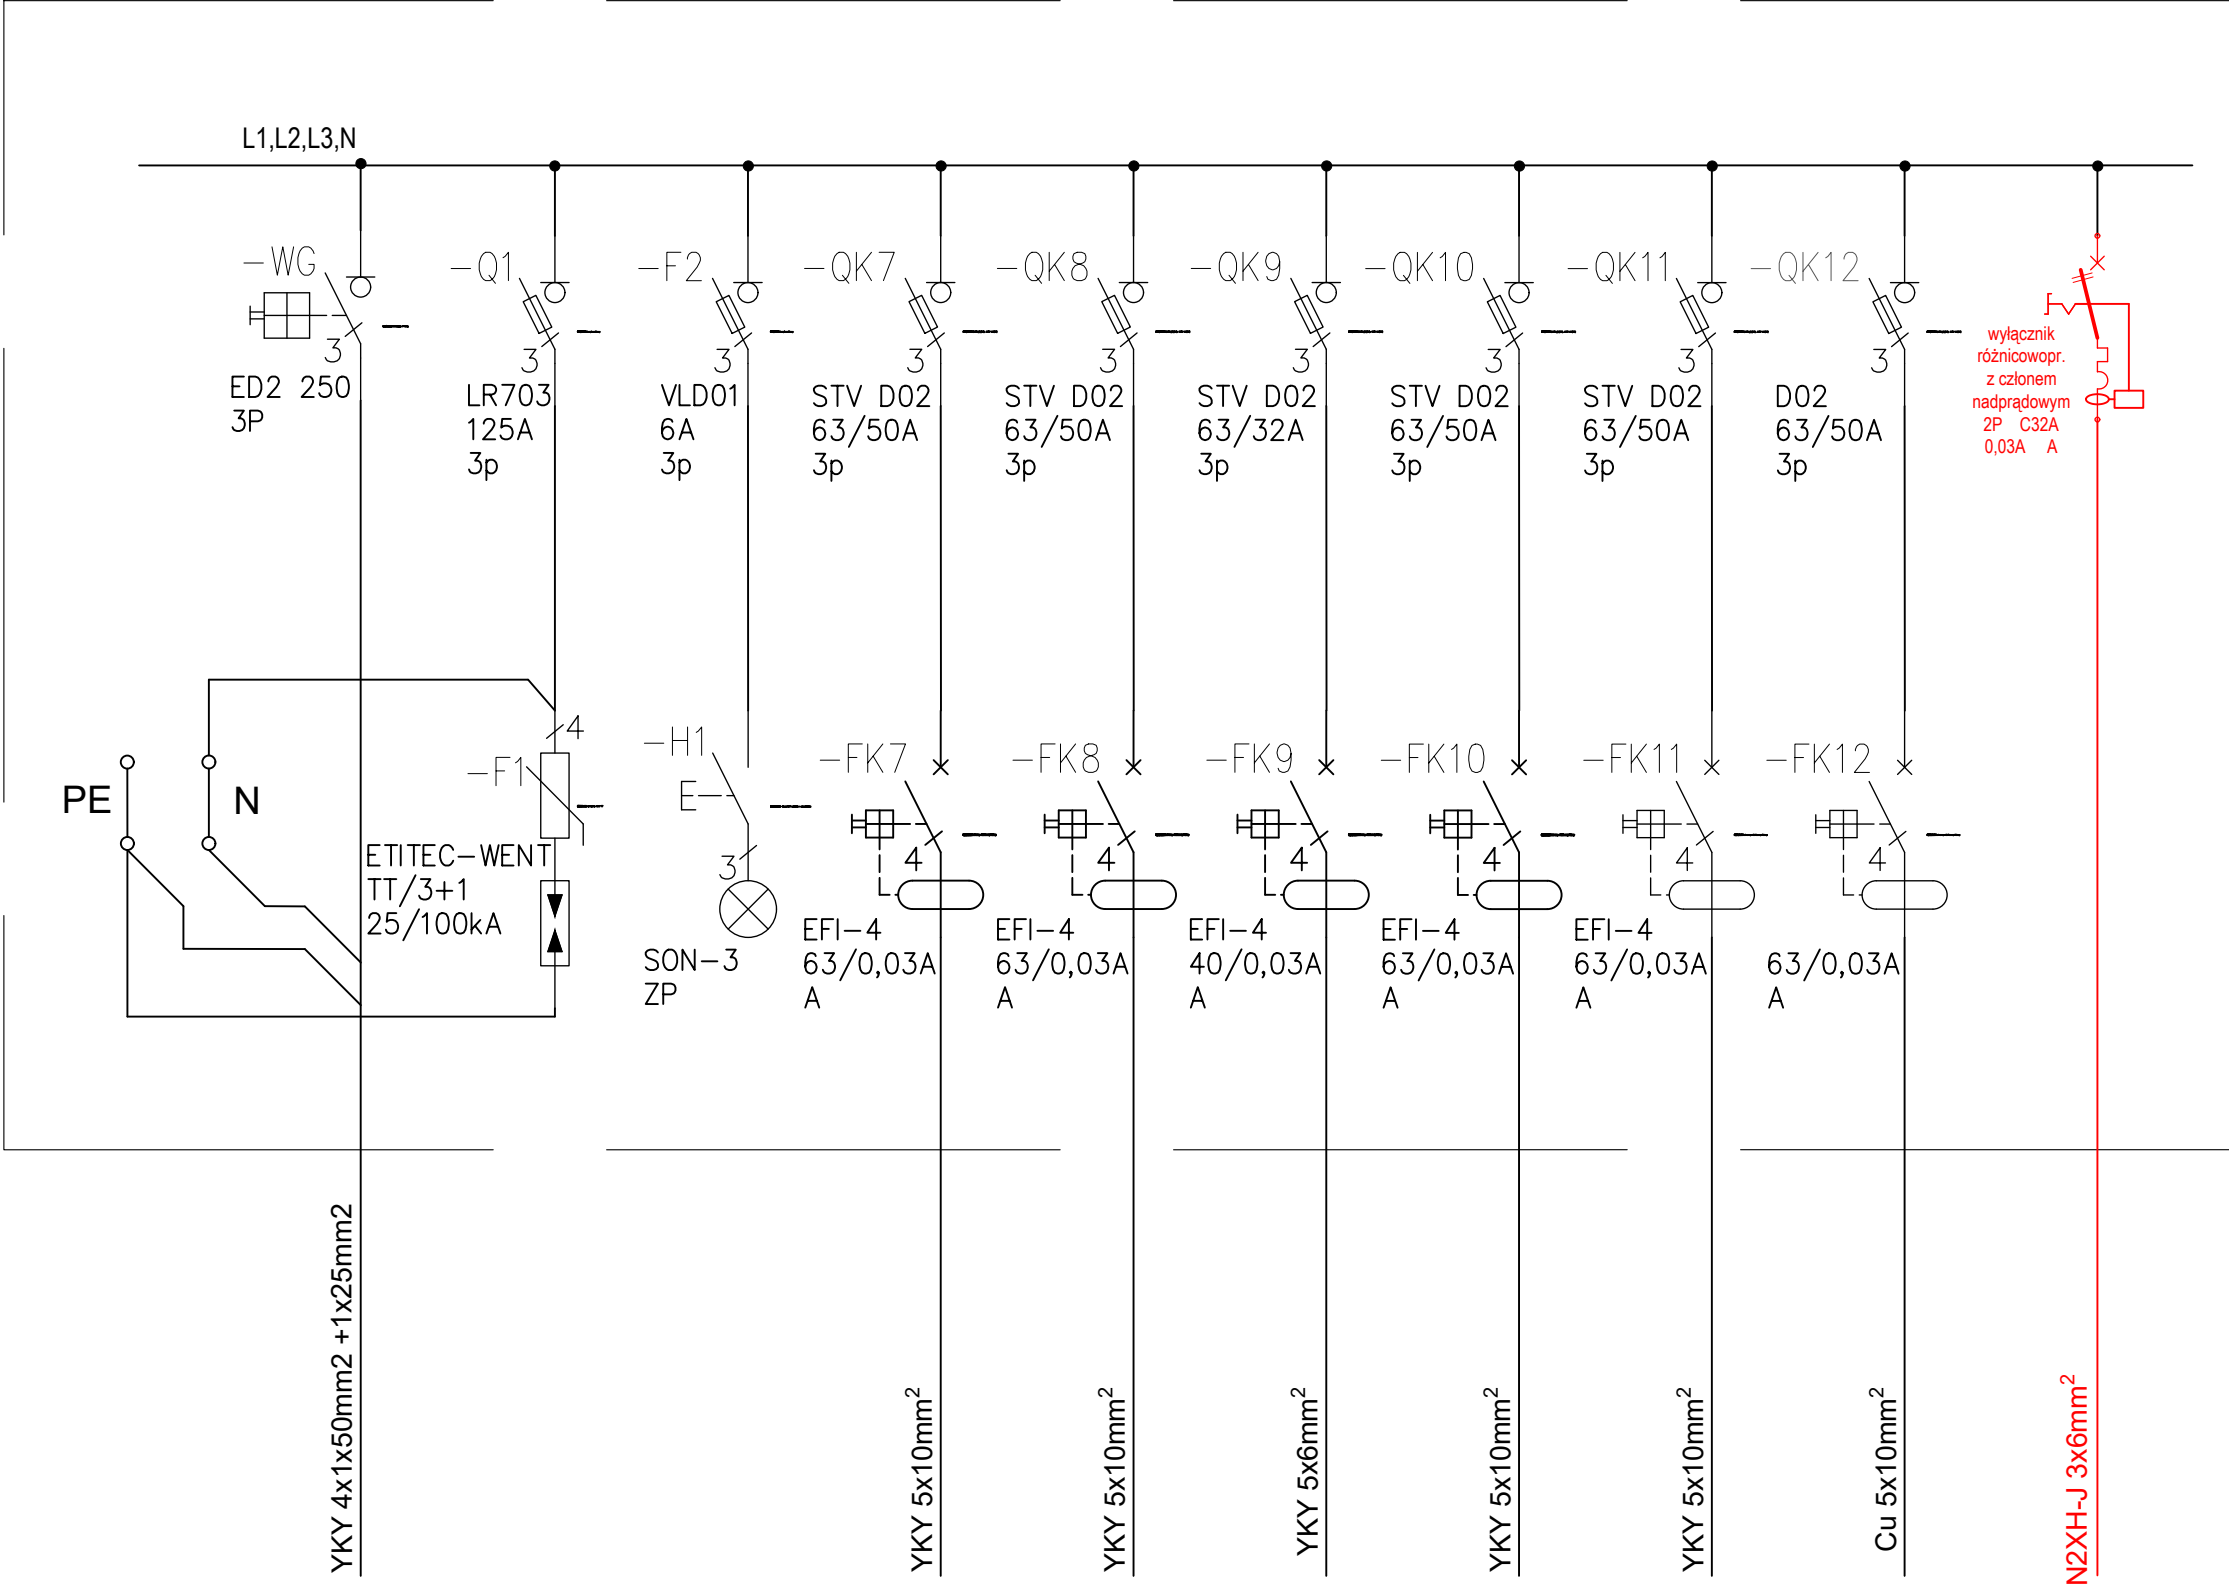 L1,L2,L3,N
-WG
3
ED2 250
3P
-Q1
3
LR703
125A
3p
-F2
3
VLD01
6A
3p
-QK7
3
STV D02
63/50A
3p
-QK8
3
STV D02
63/50A
3p
-QK9
3
STV D02
63/32A
3p
-QK10
3
STV D02
63/50A
3p
-QK11
3
STV D02
63/50A
3p
-QK12
3
D02
63/50A
3p
wyłącznik
różnicowopr.
z członem
nadprądowym
2P C32A
0,03A A
PE
N
4
-F1
ETITEC-WENT
TT/3+1
25/100kA
-H1
E
3
SON-3
ZP
-FK7
4
EFI-4
63/0,03A
A
-FK8
4
EFI-4
63/0,03A
A
-FK9
4
EFI-4
40/0,03A
A
-FK10
4
EFI-4
63/0,03A
A
-FK11
4
EFI-4
63/0,03A
A
-FK12
4
63/0,03A
A
YKY 4x1x50mm2 +1x25mm2
YKY 5x10mm²
YKY 5x10mm²
YKY 5x6mm²
YKY 5x10mm²
YKY 5x10mm²
Cu 5x10mm²
N2XH-J 3x6mm²